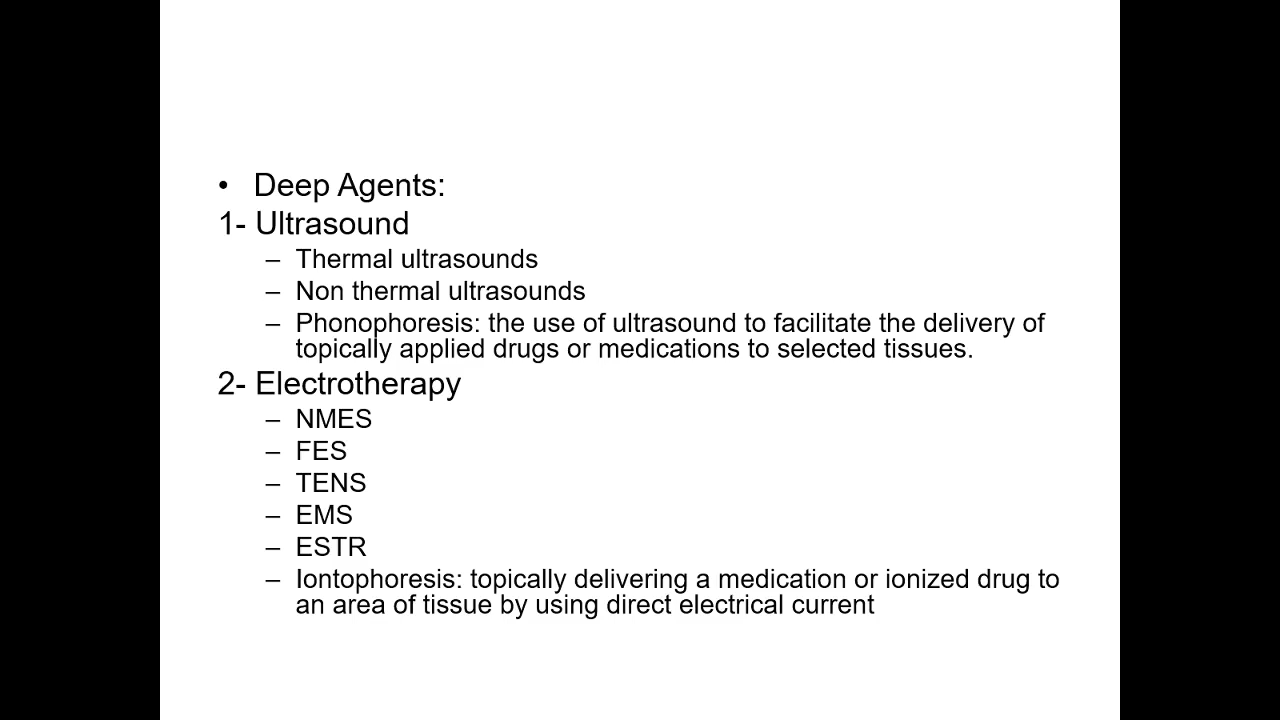 • Deep Agents:
1- Ultrasound
– Thermal ultrasounds
– Non thermal ultrasounds
– Phonophoresis: the use of ultrasound to facilitate the delivery of
topically applied drugs or medications to selected tissues.
2- Electrotherapy
– NMES
– FES
– TENS
– EMS
– ESTR
– Iontophoresis: topically delivering a medication or ionized drug to
an area of tissue by using direct electrical current